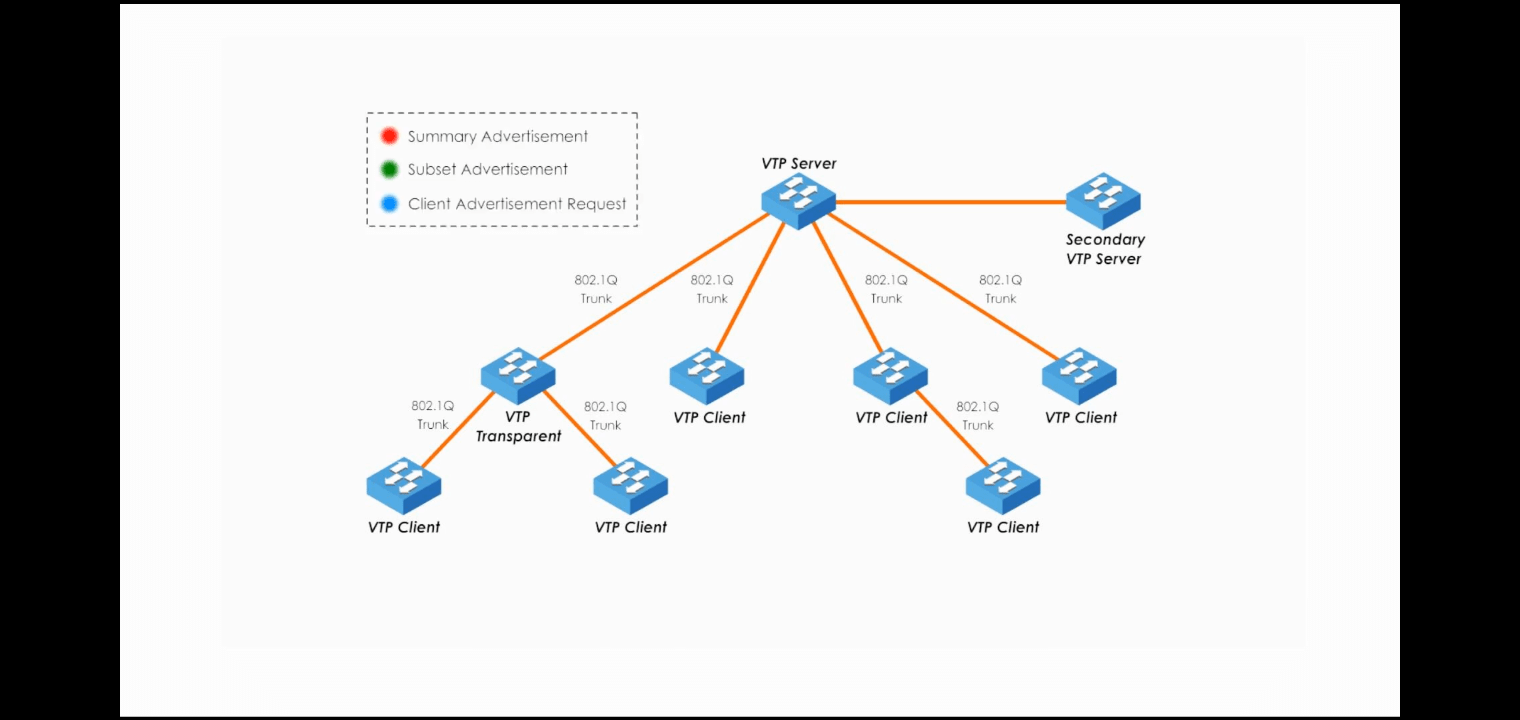 Summary Advertisement
Subset Advertisement
Client Advertisement Request
VTP Server
Secondary
VTP Server
802.1Q
Trunk
802.1Q
Trunk
802.1Q
Trunk
802.1Q
Trunk
VTP
Transparent
VTP Client
VTP Client
VTP Client
802.1Q
Trunk
802.1Q
Trunk
802.1Q
Trunk
VTP Client
VTP Client
VTP Client